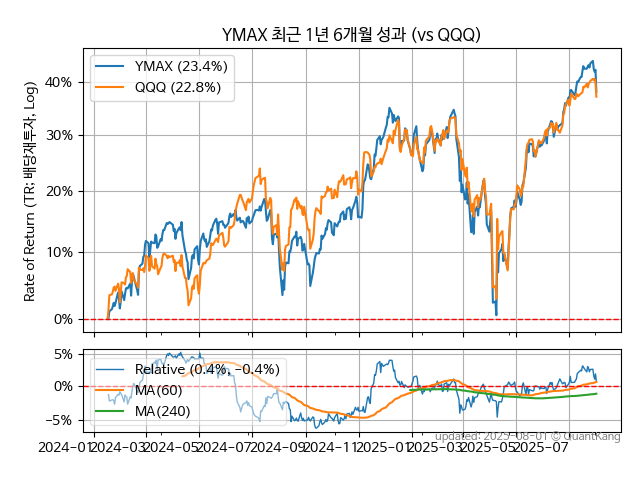 YMAX 최근 1년 6개월 성과 (vs QQQ)
YMAX (23.4%)
QQQ (22.8%)
Rate of Return (TR: 배당재투자, Log)
40%
30%
20%
10%
0%
5%
0%
−5%
Relative (0.4%, −0.4%)
MA(60)
MA(240)
updated: 2025-08-01 © QuantKang
2024-01 2024-03 2024-05 2024-07 2024-09 2024-11 2025-01 2025-03 2025-05 2025-07